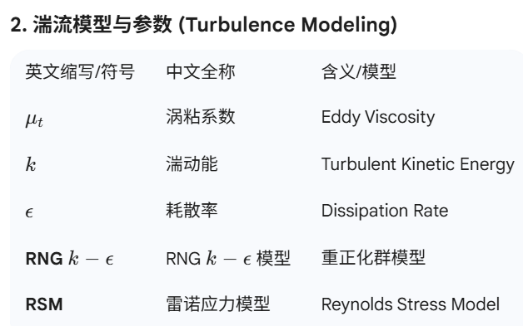 2. 湍流模型与参数 (Turbulence Modeling)
英文缩写/符号 中文全称 含义/模型
μₜ 涡粘系数 Eddy Viscosity
k 湍动能 Turbulent Kinetic Energy
ϵ 耗散率 Dissipation Rate
RNG k − ϵ RNG k − ϵ 模型 重正化群模型
RSM 雷诺应力模型 Reynolds Stress Model